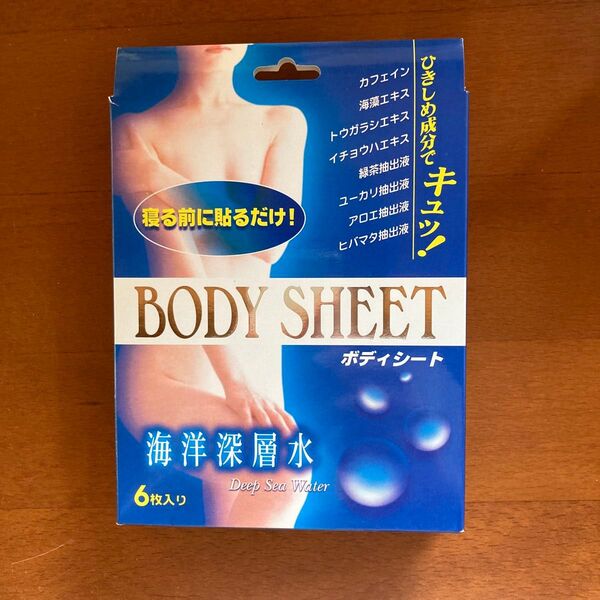 ひきしめ成分でキュッ!
カフェイン
海藻エキス
トウガラシエキス
イチョウハエキス
緑茶抽出液
ユーカリ抽出液
アロエ抽出液
ヒバマタ抽出液
寝る前に貼るだけ!
BODY SHEET
ボディシート
海洋深層水
Deep Sea Water
6枚入り